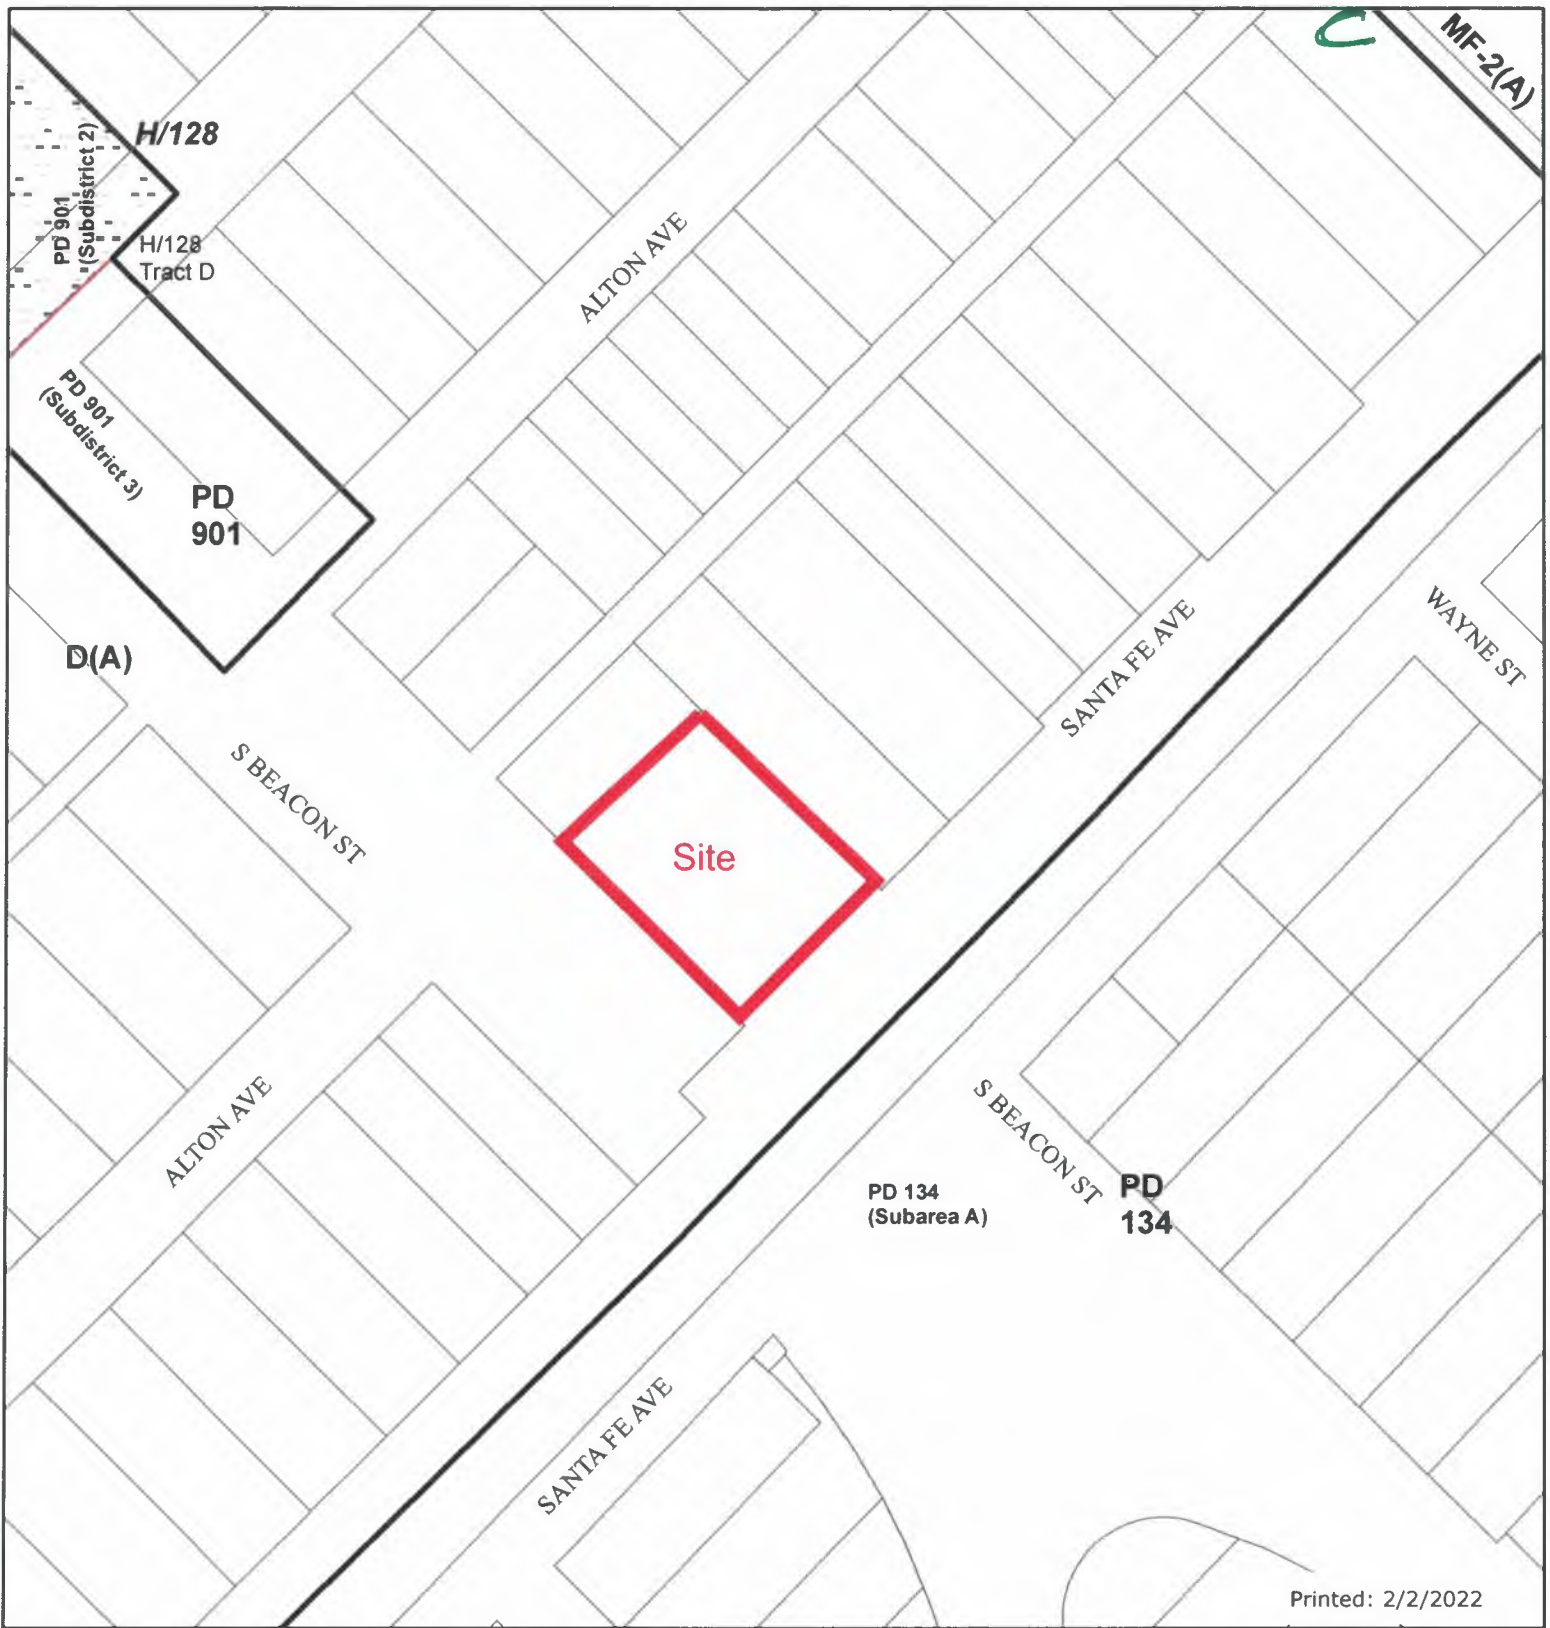 C
MF-2(A)
H/128
PD 901
(Subdistrict 2)
H/128
Tract D
ALTON AVE
PD 901
(Subdistrict 3)
PD
901
D(A)
S BEACON ST
SANTA FE AVE
WAYNE ST
Site
ALTON AVE
S BEACON ST
PD 134
(Subarea A)
PD
134
SANTA FE AVE
Printed: 2/2/2022